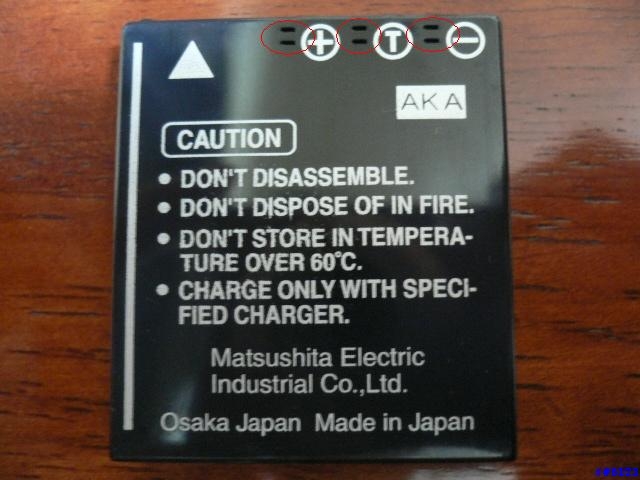 + T −
AKA
CAUTION
• DON'T DISASSEMBLE.
• DON'T DISPOSE OF IN FIRE.
• DON'T STORE IN TEMPERA-
TURE OVER 60°C.
• CHARGE ONLY WITH SPECI-
FIED CHARGER.
Matsushita Electric
Industrial Co.,Ltd.
Osaka Japan Made in Japan